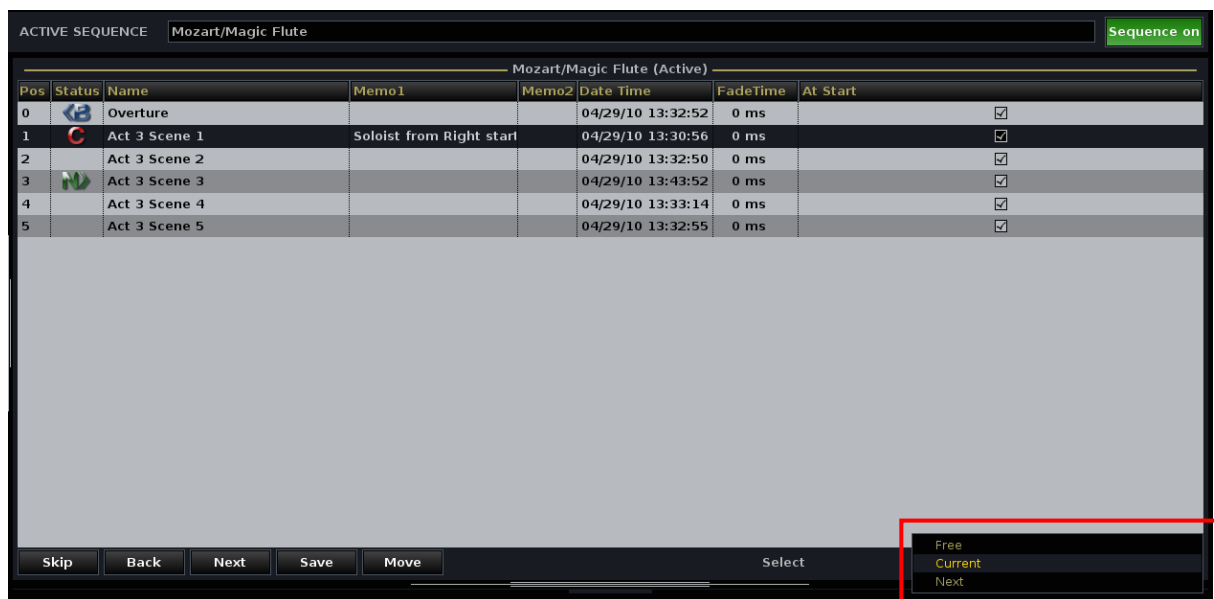 ACTIVE SEQUENCE Mozart/Magic Flute Sequence on
Mozart/Magic Flute (Active)
Pos Status Name Memo1 Memo2 Date Time FadeTime At Start
0 B Overture 04/29/10 13:32:52 0 ms
1 C Act 3 Scene 1 Soloist from Right start 04/29/10 13:30:56 0 ms
2 Act 3 Scene 2 04/29/10 13:32:50 0 ms
3 N Act 3 Scene 3 04/29/10 13:43:52 0 ms
4 Act 3 Scene 4 04/29/10 13:33:14 0 ms
5 Act 3 Scene 5 04/29/10 13:32:55 0 ms
Skip Back Next Save Move Select
Free
Current
Next